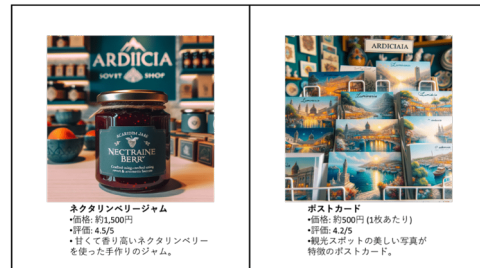 ARDIICIA
SOVET SHOP
NECTRAINE
BERR
ARDICIAIA
ネクタリンベリージャム
•価格: 約1,500円
•評価: 4.5/5
•甘くて香り高いネクタリンベリー
を使った手作りのジャム。
ポストカード
•価格: 約500円 (1枚あたり)
•評価: 4.2/5
•観光スポットの美しい写真が
特徴のポストカード。